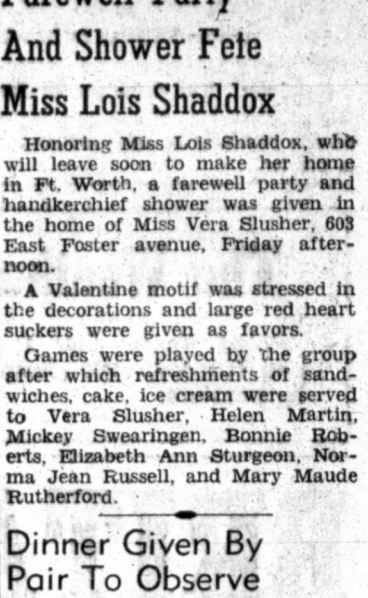 Farewell Party
And Shower Fete
Miss Lois Shaddox
Honoring Miss Lois Shaddox, who
will leave soon to make her home
in Ft. Worth, a farewell party and
handkerchief shower was given in
the home of Miss Vera Slusher, 603
East Foster avenue, Friday after-
noon.
A Valentine motif was stressed in
the decorations and large red heart
suckers were given as favors.
Games were played by the group
after which refreshments of sand-
wiches, cake, ice cream were served
to Vera Slusher, Helen Martin,
Mickey Swearingen, Bonnie Rob-
erts, Elizabeth Ann Sturgeon, Nor-
ma Jean Russell, and Mary Maude
Rutherford.
Dinner Given By
Pair To Observe